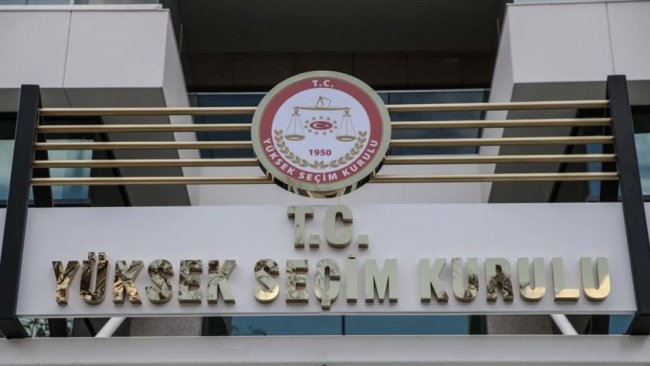 T.C.
1950
YÜKSEK SEÇİM KURULU
T.C.
YÜKSEK SEÇİM KURULU